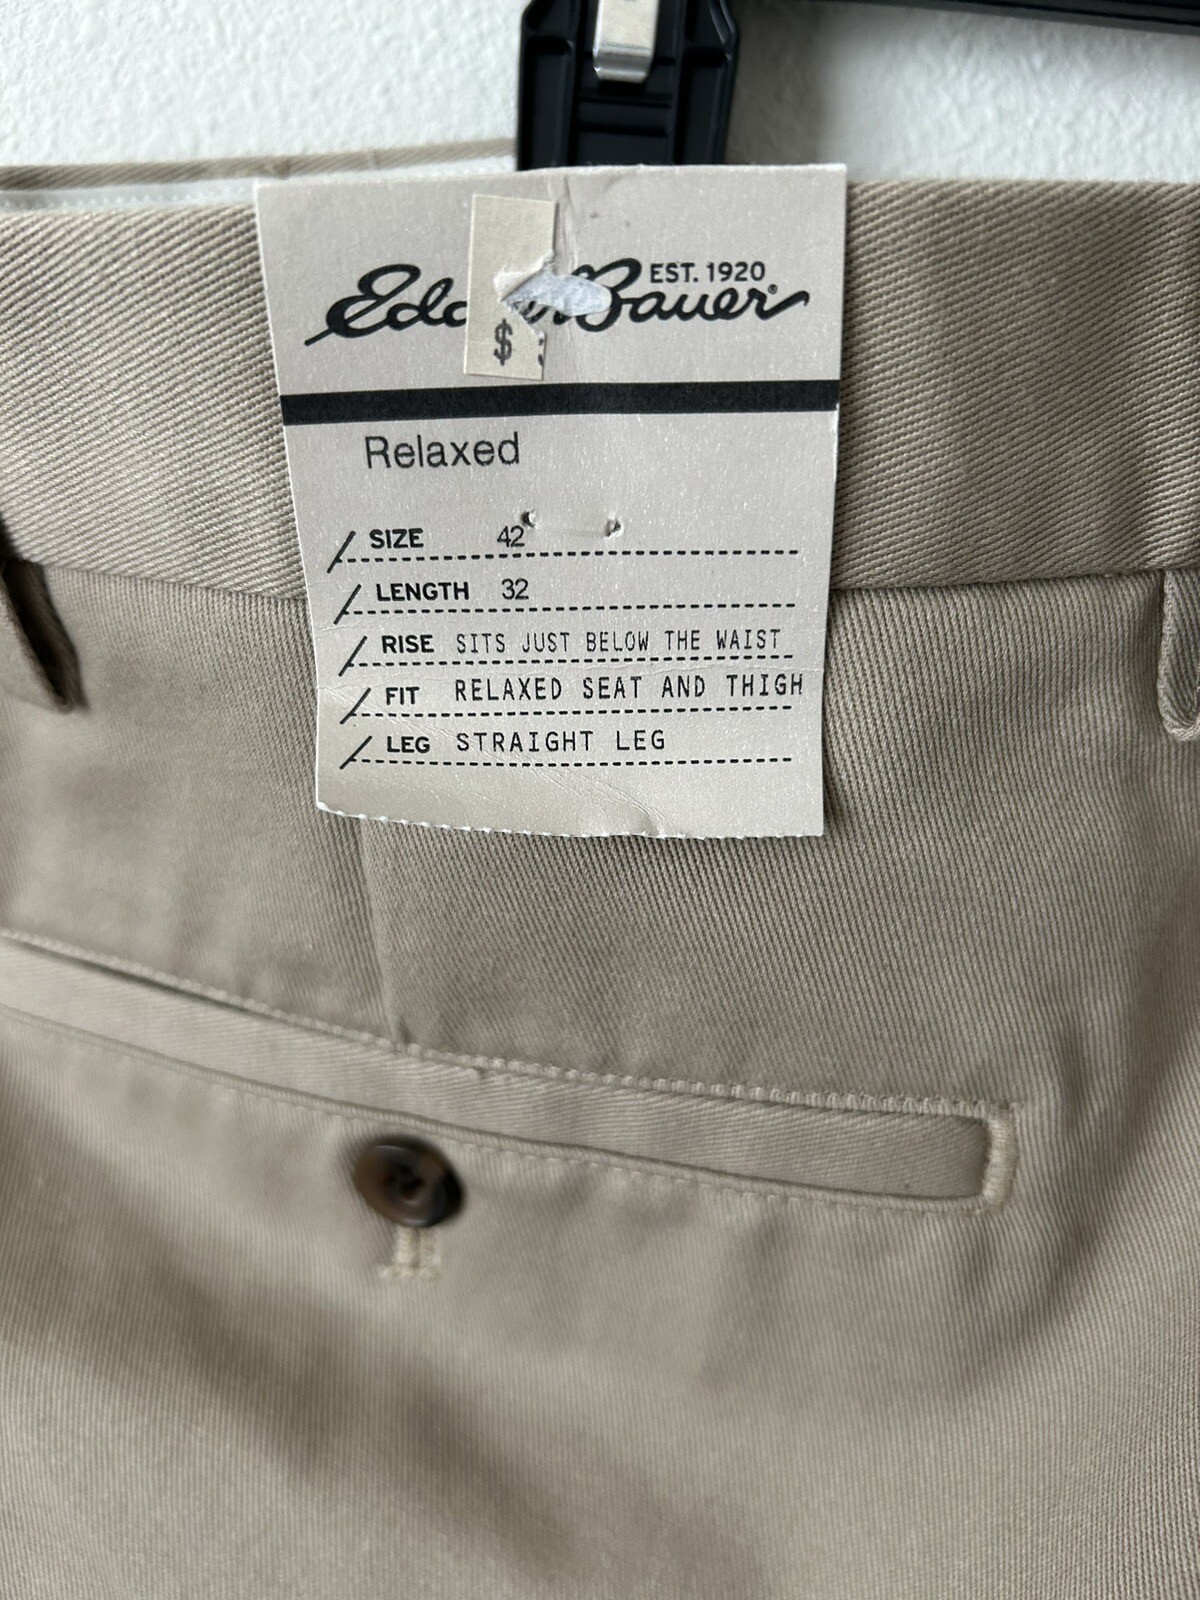 EST. 1920
Bauer®
$
Relaxed
SIZE 42
LENGTH 32
RISE SITS JUST BELOW THE WAIST
FIT RELAXED SEAT AND THIGH
LEG STRAIGHT LEG